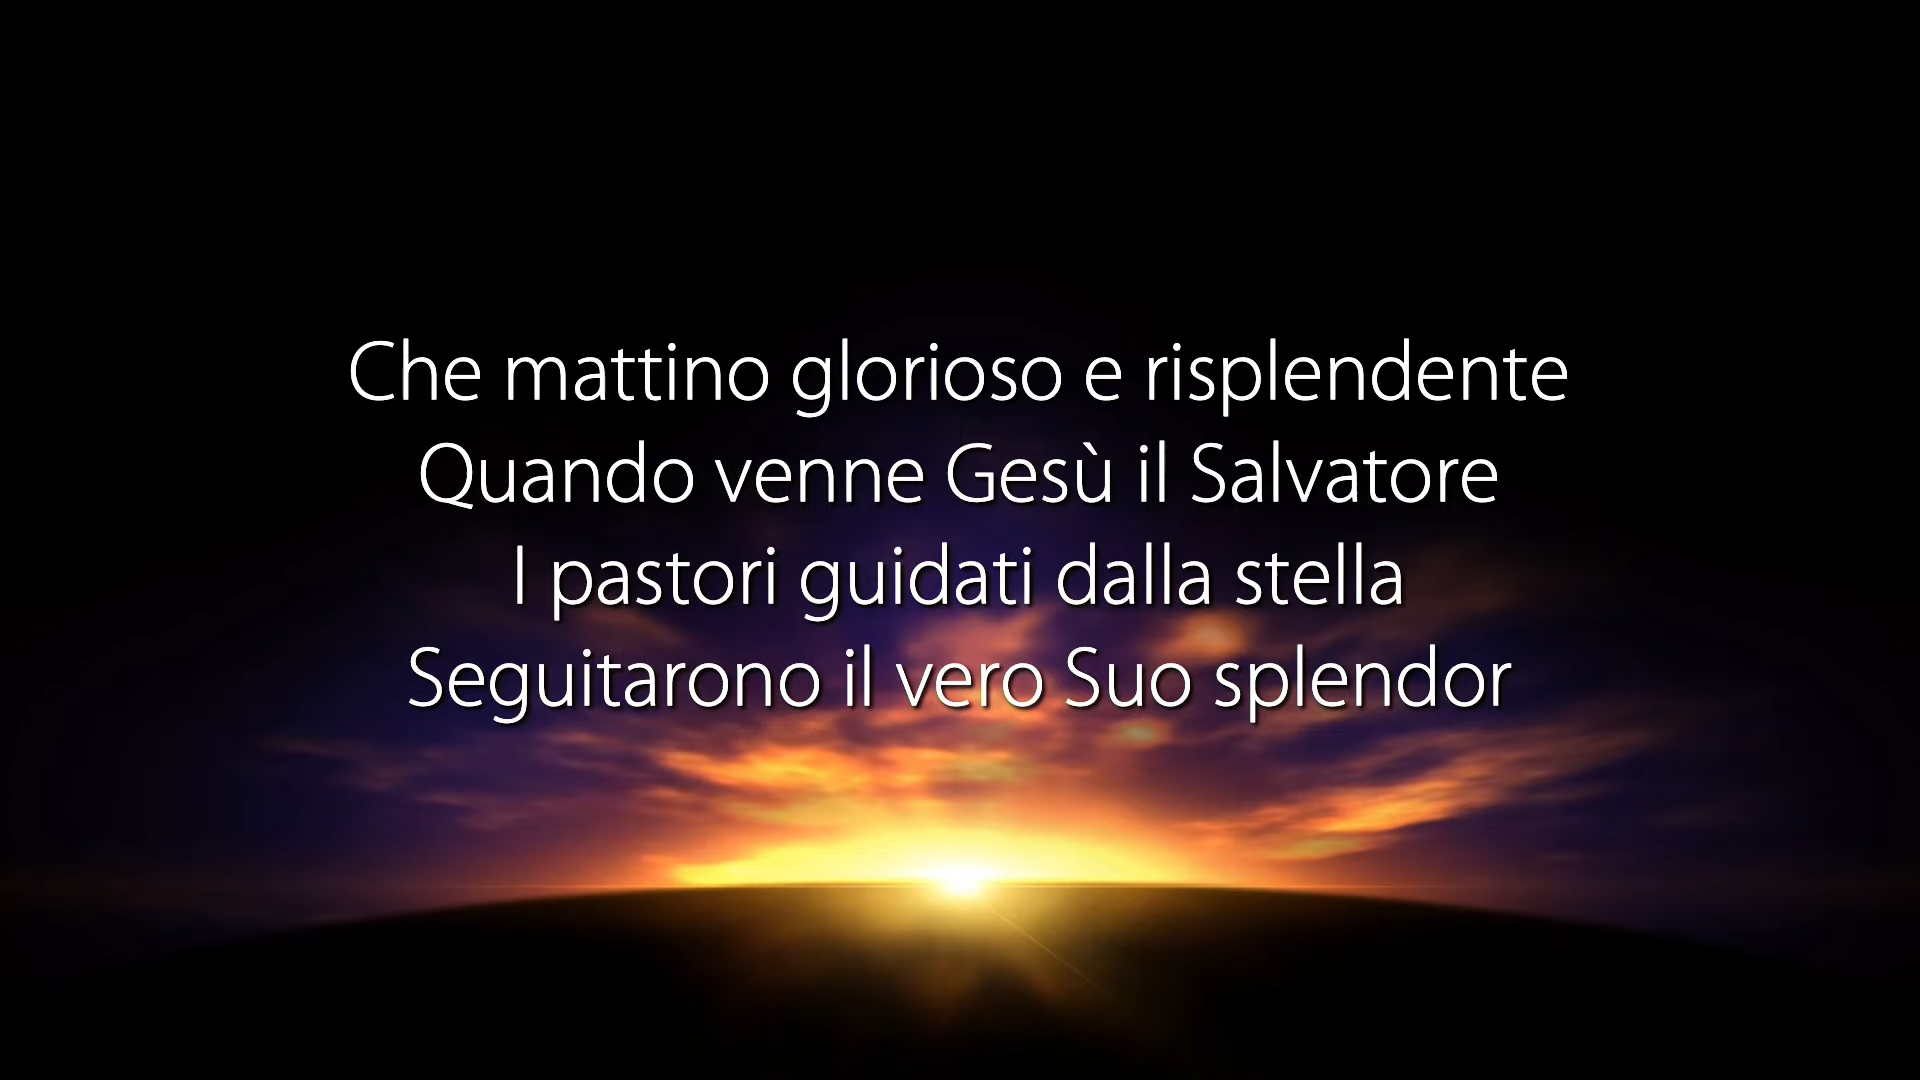 Che mattino glorioso e risplendente
Quando venne Gesù il Salvatore
I pastori guidati dalla stella
Seguitarono il vero Suo splendor